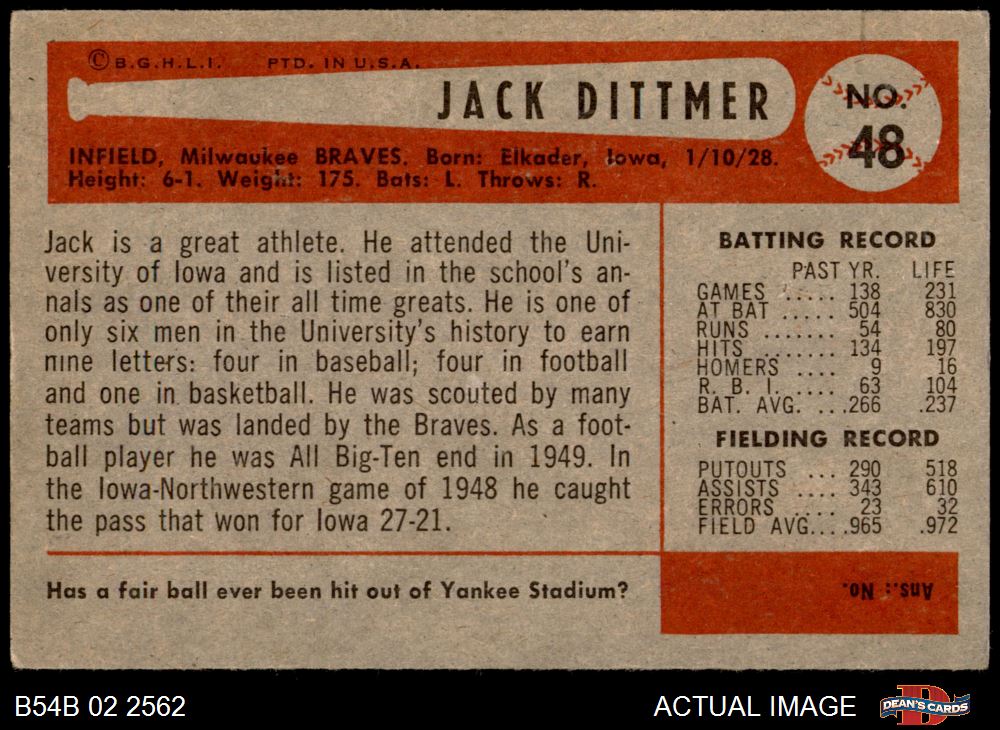 © B.G.H.L.I. PTD. IN U.S.A.
JACK DITTMER
NO.
48
INFIELD, Milwaukee BRAVES. Born: Elkader, Iowa, 1/10/28.
Height: 6-1. Weight: 175. Bats: L. Throws: R.
Jack is a great athlete. He attended the Uni-
versity of Iowa and is listed in the school's an-
nals as one of their all time greats. He is one of
only six men in the University's history to earn
nine letters: four in baseball; four in football
and one in basketball. He was scouted by many
teams but was landed by the Braves. As a foot-
ball player he was All Big-Ten end in 1949. In
the Iowa-Northwestern game of 1948 he caught
the pass that won for Iowa 27-21.
BATTING RECORD
PAST YR. LIFE
GAMES ..... 138 231
AT BAT ..... 504 830
RUNS ....... 54 80
HITS ....... 134 197
HOMERS .... 9 16
R. B. I. .... 63 104
BAT. AVG. ... .266 .237
FIELDING RECORD
PUTOUTS ... 290 518
ASSISTS .... 343 610
ERRORS .... 23 32
FIELD AVG. ... .965 .972
Has a fair ball ever been hit out of Yankee Stadium?
Ans.: No.
B54B 02 2562
ACTUAL IMAGE
D
DEAN'S CARDS